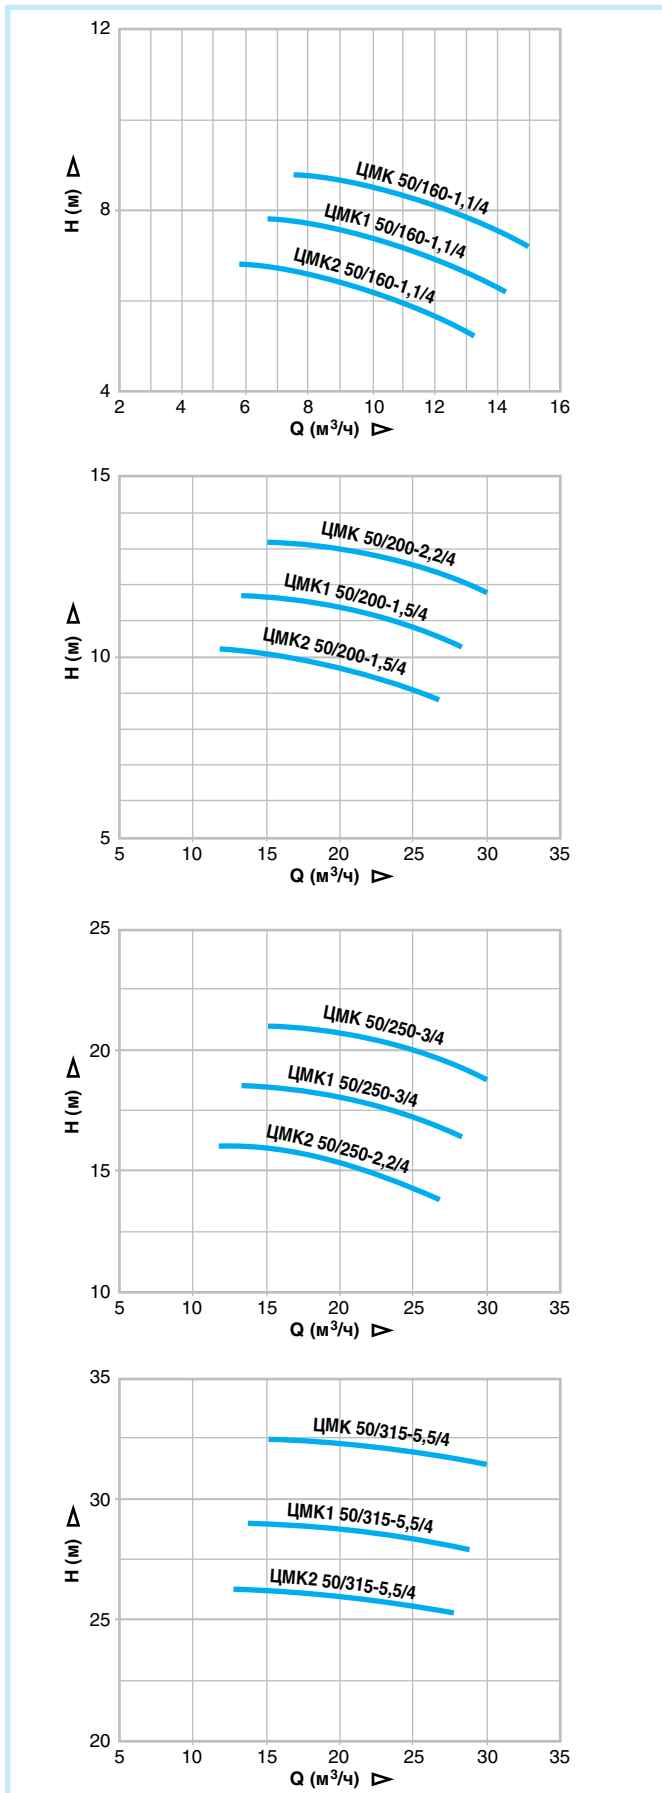 12
8
4
H (м)
ЦМК 50/160-1,1/4
ЦМК1 50/160-1,1/4
ЦМК2 50/160-1,1/4
2 4 6 8 10 12 14 16
Q (м³/ч)
15
10
5
H (м)
ЦМК 50/200-2,2/4
ЦМК1 50/200-1,5/4
ЦМК2 50/200-1,5/4
5 10 15 20 25 30 35
Q (м³/ч)
25
20
15
10
H (м)
ЦМК 50/250-3/4
ЦМК1 50/250-3/4
ЦМК2 50/250-2,2/4
5 10 15 20 25 30 35
Q (м³/ч)
35
30
25
20
H (м)
ЦМК 50/315-5,5/4
ЦМК1 50/315-5,5/4
ЦМК2 50/315-5,5/4
5 10 15 20 25 30 35
Q (м³/ч)